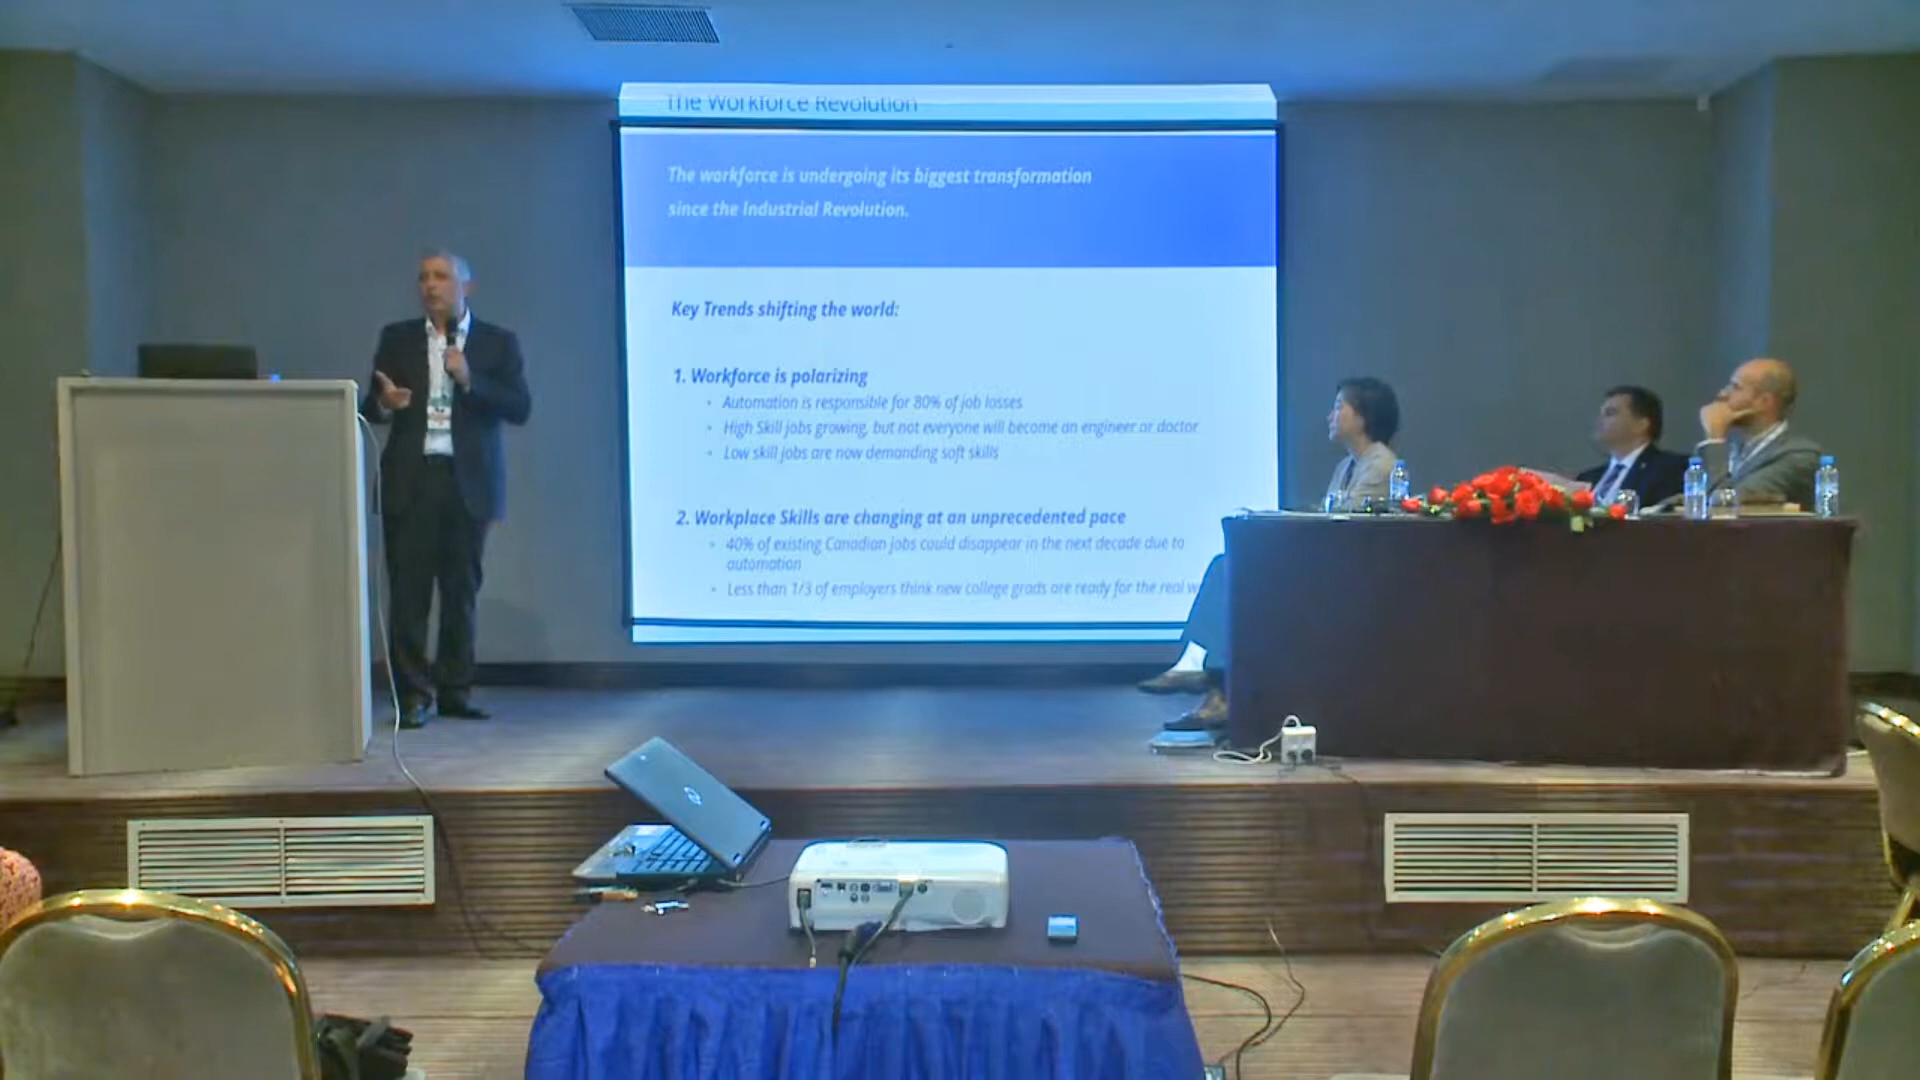 The Workforce Revolution
The workforce is undergoing its biggest transformation
since the Industrial Revolution.
Key Trends shifting the world:
1. Workforce is polarizing
• Automation is responsible for 80% of job losses
• High Skill jobs growing, but not everyone will become an engineer or doctor
• Low skill jobs are now demanding soft skills
2. Workplace Skills are changing at an unprecedented pace
• 40% of existing Canadian jobs could disappear in the next decade due to
automation
• Less than 1/3 of employers think new college grads are ready for the real w